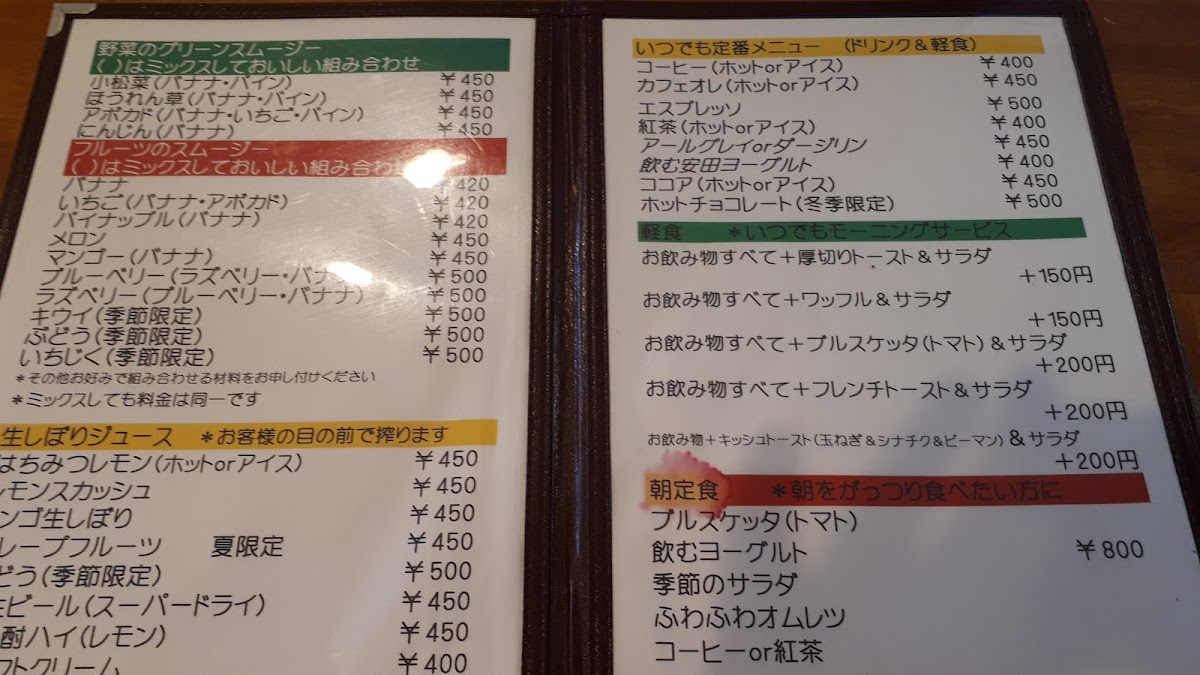 野菜のグリーンスムージー
( )はミックスしておいしい組み合わせ
小松菜(バナナ・パイン) ￥450
ほうれん草(バナナ・パイン) ￥450
アボカド(バナナ・いちご・パイン) ￥450
にんじん(バナナ) ￥450
フルーツのスムージー
( )はミックスしておいしい組み合わせ
バナナ ￥420
いちご(バナナ・アボカド) ￥420
パイナップル(バナナ) ￥420
メロン ￥450
マンゴー(バナナ) ￥450
ブルーベリー(ラズベリー・バナナ) ￥500
ラズベリー(ブルーベリー・バナナ) ￥500
キウイ(季節限定) ￥500
ぶどう(季節限定) ￥500
いちじく(季節限定) ￥500
＊その他お好みで組み合わせる材料をお申し付けください
＊ミックスしても料金は同一です
生しぼりジュース ＊お客様の目の前で搾ります
はちみつレモン(ホットorアイス) ￥450
レモンスカッシュ ￥450
ンゴ生しぼり ￥450
レープフルーツ 夏限定 ￥450
どう(季節限定) ￥500
生ビール(スーパードライ) ￥450
酎ハイ(レモン) ￥450
フトクリーム ￥400
いつでも定番メニュー (ドリンク＆軽食)
コーヒー(ホットorアイス) ￥400
カフェオレ(ホットorアイス) ￥450
エスプレッソ ￥500
紅茶(ホットorアイス) ￥400
アールグレイorダージリン ￥450
飲む安田ヨーグルト ￥400
ココア(ホットorアイス) ￥450
ホットチョコレート(冬季限定) ￥500
軽食 ＊いつでもモーニングサービス
お飲み物すべて＋厚切りトースト＆サラダ
＋150円
お飲み物すべて＋ワッフル＆サラダ
＋150円
お飲み物すべて＋ブルスケッタ(トマト)＆サラダ
＋200円
お飲み物すべて＋フレンチトースト＆サラダ
＋200円
お飲み物＋キッシュトースト(玉ねぎ＆シナチク＆ピーマン)＆サラダ
＋200円
朝定食 ＊朝をがっつり食べたい方に
ブルスケッタ(トマト)
飲むヨーグルト ￥800
季節のサラダ
ふわふわオムレツ
コーヒーor紅茶